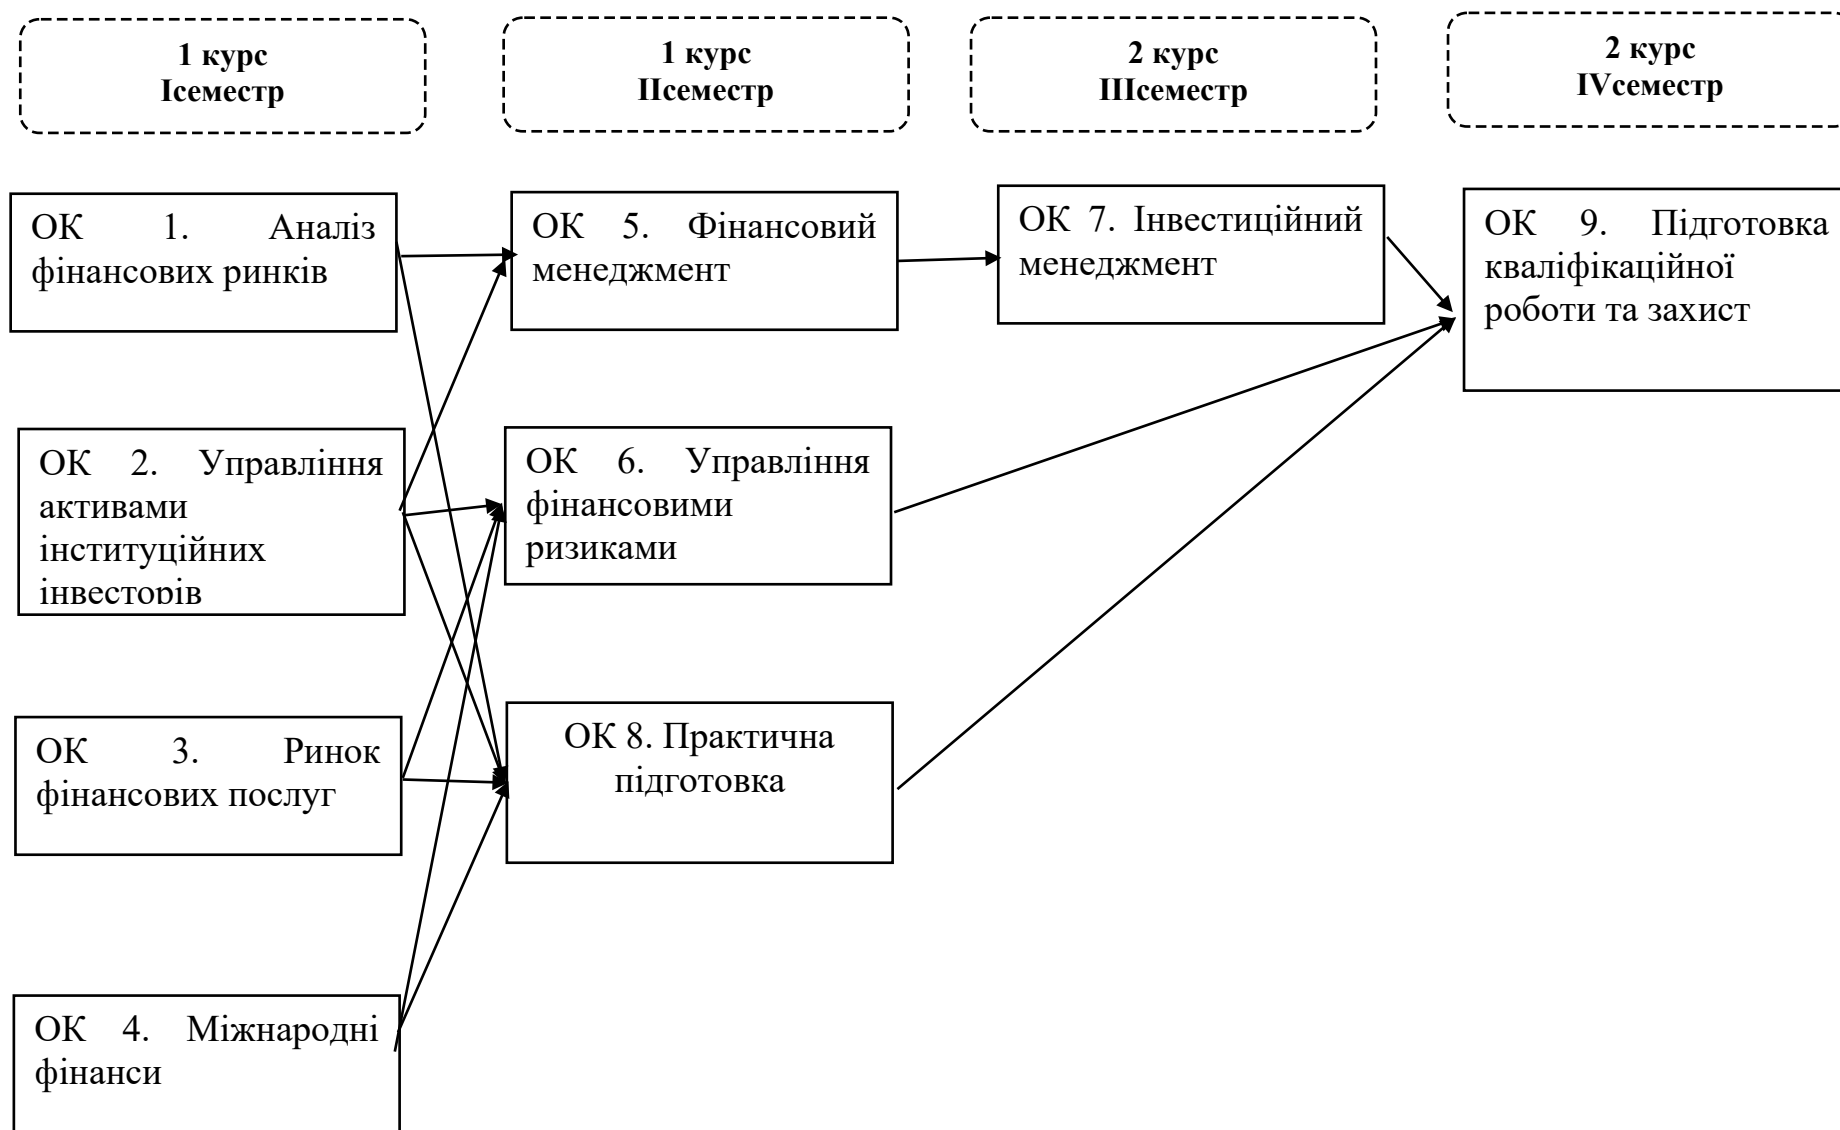 1 курс
Ісеместр
1 курс
ІІсеместр
2 курс
ІІІсеместр
2 курс
IVсеместр
ОК 1. Аналіз
фінансових ринків
ОК 5. Фінансовий
менеджмент
ОК 7. Інвестиційний
менеджмент
ОК 9. Підготовка
кваліфікаційної
роботи та захист
ОК 2. Управління
активами
інституційних
інвесторів
ОК 6. Управління
фінансовими
ризиками
ОК 3. Ринок
фінансових послуг
ОК 8. Практична
підготовка
ОК 4. Міжнародні
фінанси